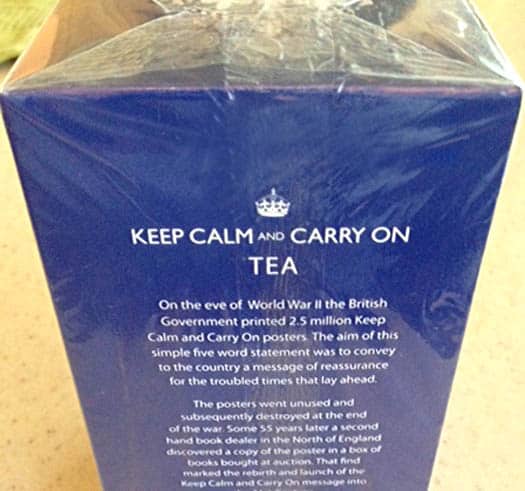 KEEP CALM AND CARRY ON
TEA
On the eve of World War II the British
Government printed 2.5 million Keep
Calm and Carry On posters. The aim of this
simple five word statement was to convey
to the country a message of reassurance
for the troubled times that lay ahead.
The posters went unused and
subsequently destroyed at the end
of the war. Some 55 years later a second
hand book dealer in the North of England
discovered a copy of the poster in a box of
books bought at auction. That find
marked the rebirth and launch of the
Keep Calm and Carry On message into